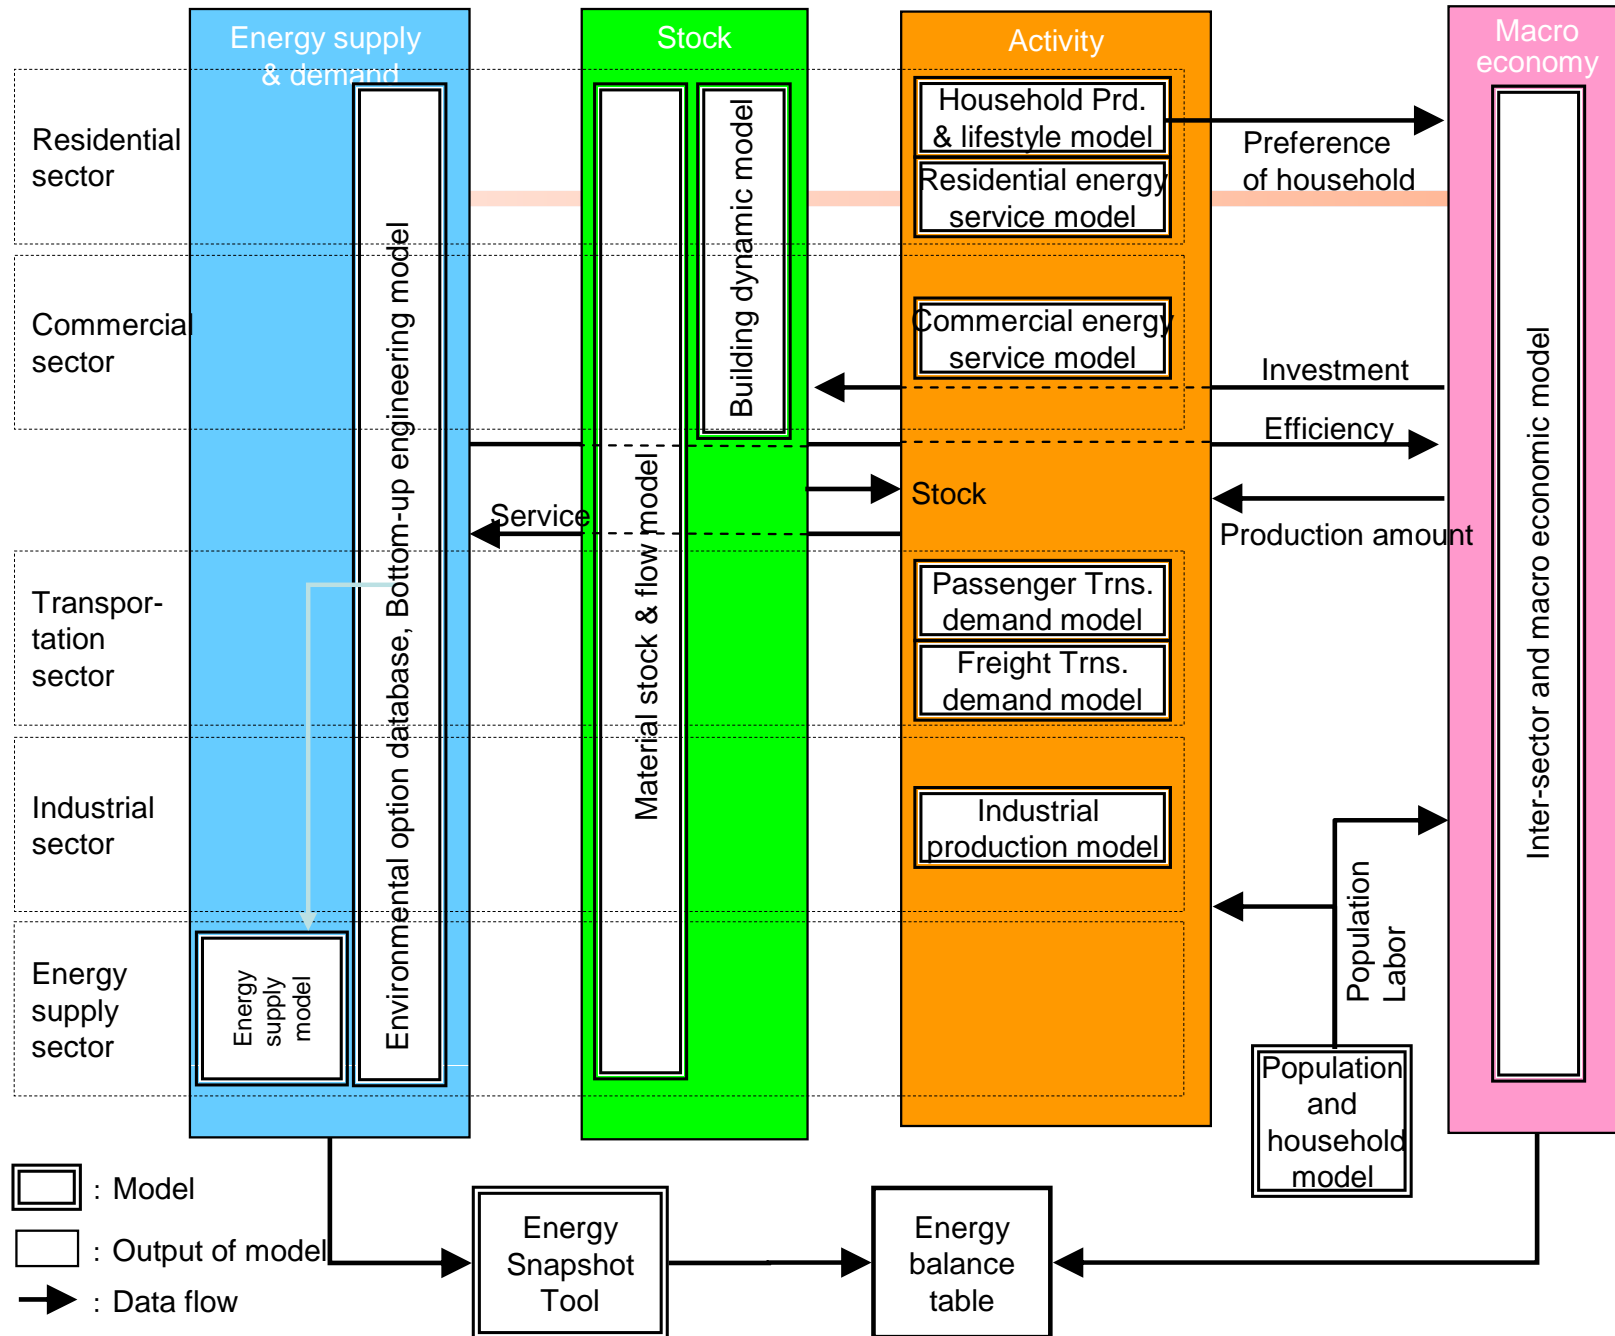 Energy supply
& demand
Stock
Activity
Macro
economy
Residential
sector
Commercial
sector
Transpor-
tation
sector
Industrial
sector
Energy
supply
sector
Environmental option database, Bottom-up engineering model
Energy
supply
model
Material stock & flow model
Building dynamic model
Household Prd.
& lifestyle model
Residential energy
service model
Commercial energy
service model
Passenger Trns.
demand model
Freight Trns.
demand model
Industrial
production model
Inter-sector and macro economic model
Preference
of household
Investment
Efficiency
Stock
Service
Production amount
Population
Labor
Population
and
household
model
: Model
: Output of model
: Data flow
Energy
Snapshot
Tool
Energy
balance
table